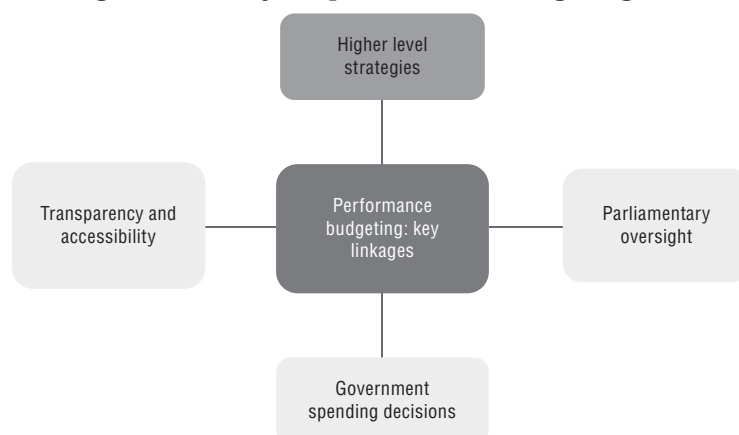 Higher level
strategies
Transparency and
accessibility
Performance
budgeting: key
linkages
Parliamentary
oversight
Government
spending decisions